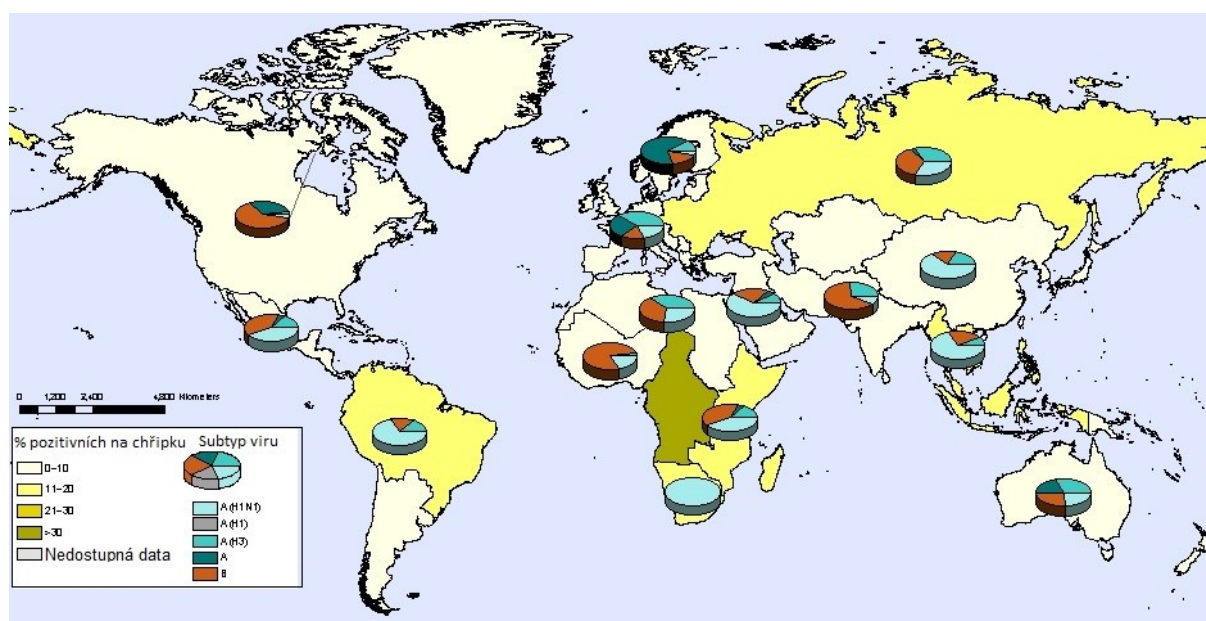 0 1,200 2,400 4,800 Kilometers
% pozitivních na chřipku
0-10
11-20
21-30
>30
Nedostupná data
Subtyp viru
A(H1N1)
A(H1)
A(H3)
A
B